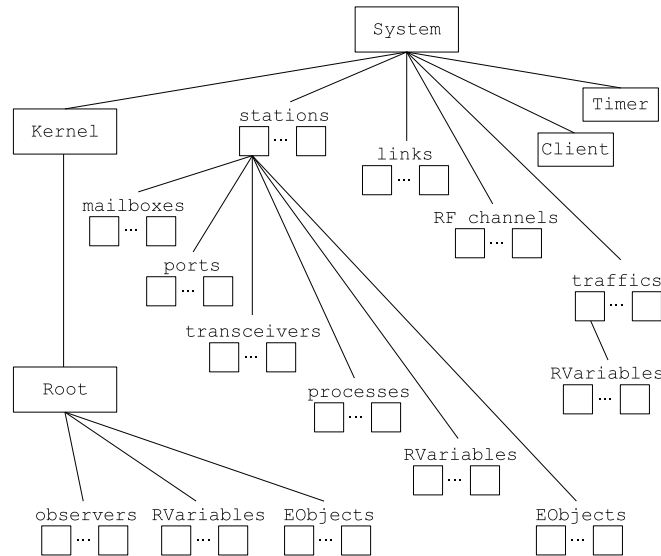 System
Timer
Kernel
stations
...
Client
links
...
mailboxes
...
RF channels
...
ports
...
traffics
...
transceivers
...
RVariables
...
Root
processes
...
RVariables
...
observers
...
RVariables
...
EObjects
...
EObjects
...